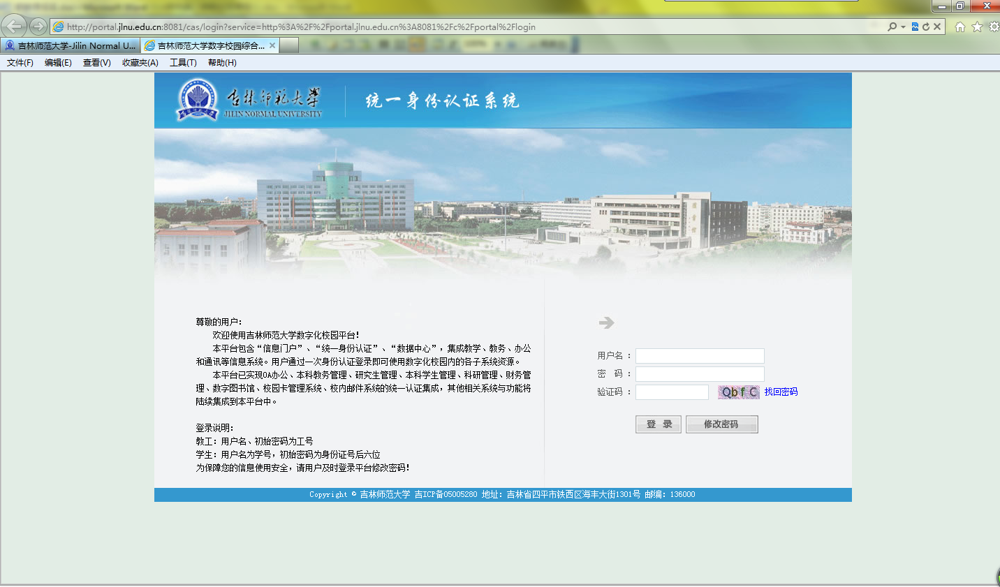 http://portal.jlnu.edu.cn:8081/cas/login?service=http%3A%2F%2Fportal.jlnu.edu.cn%3A8081%2Fc%2Fportal%2Flogin
吉林师范大学-Jilin Normal U...
吉林师范大学数字校园综合...
文件(F) 编辑(E) 查看(V) 收藏夹(A) 工具(T) 帮助(H)
吉林师范大学
JILIN NORMAL UNIVERSITY
统一身份认证系统
尊敬的用户：
欢迎使用吉林师范大学数字化校园平台！
本平台包含“信息门户”、“统一身份认证”、“数据中心”，集成教学、教务、办公
和通讯等信息系统。用户通过一次身份认证登录即可使用数字化校园内的各子系统资源。
本平台已实现OA办公、本科教务管理、研究生管理、本科学生管理、科研管理、财务管
理、数字图书馆、校园卡管理系统、校内邮件系统的统一认证集成，其他相关系统与功能将
陆续集成到本平台中。
登录说明：
教工：用户名、初始密码为工号
学生：用户名为学号，初始密码为身份证号后六位
为保障您的信息使用安全，请用户及时登录平台修改密码！
用户名：
密 码：
验证码： Qbf C 找回密码
登 录 修改密码
Copyright © 吉林师范大学 吉ICP备05005280 地址：吉林省四平市铁西区海丰大街1301号 邮编：136000